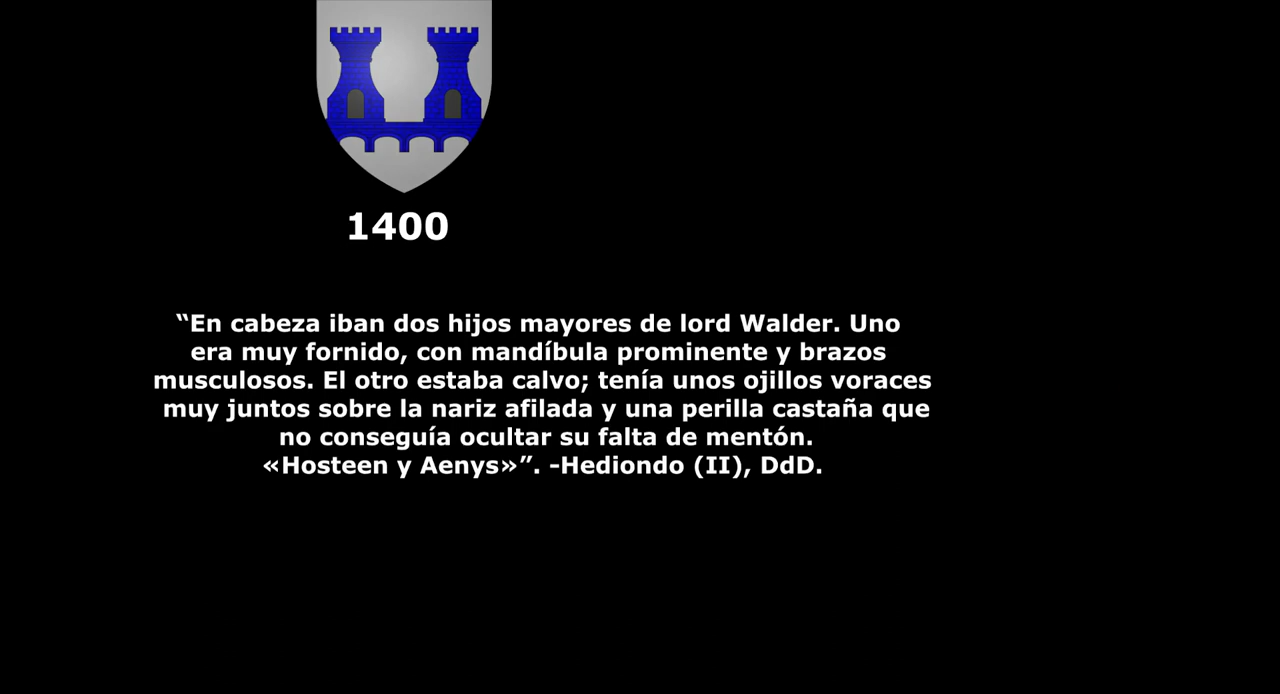 1400
“En cabeza iban dos hijos mayores de lord Walder. Uno
era muy fornido, con mandíbula prominente y brazos
musculosos. El otro estaba calvo; tenía unos ojillos voraces
muy juntos sobre la nariz afilada y una perilla castaña que
no conseguía ocultar su falta de mentón.
«Hosteen y Aenys»”. -Hediondo (II), DdD.